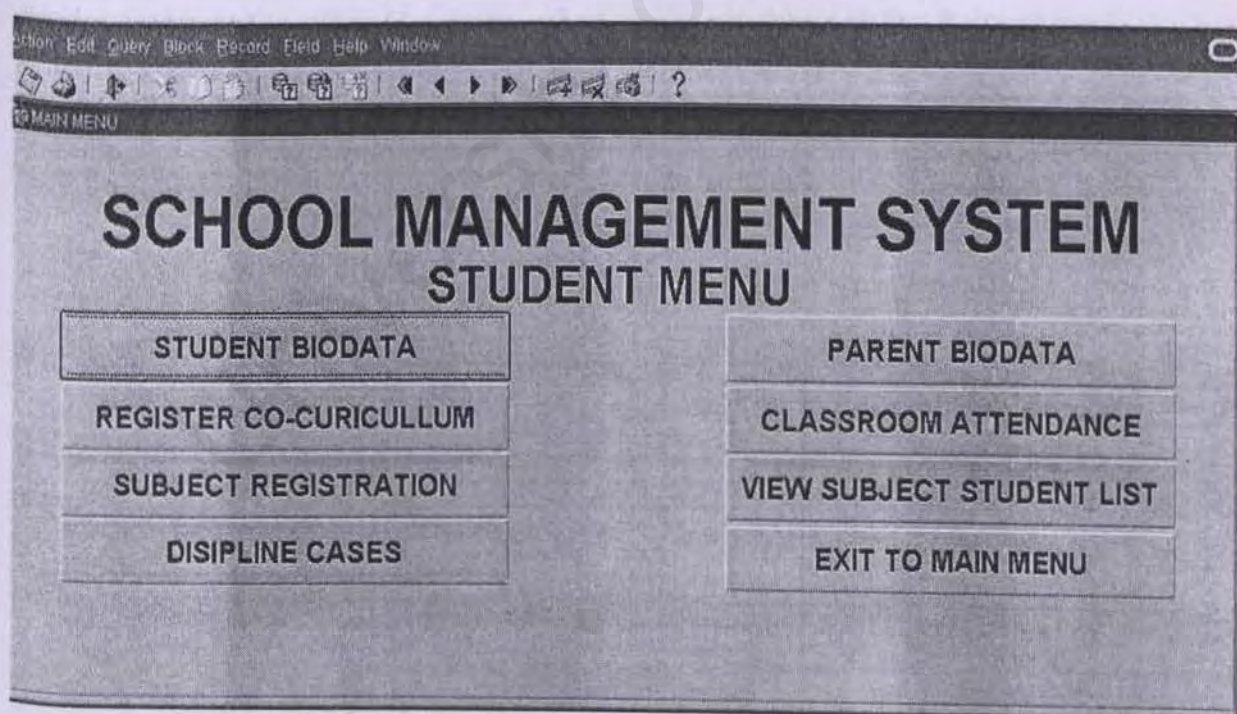 Action Edit Query Block Record Field Help Window
?
MAIN MENU
SCHOOL MANAGEMENT SYSTEM
STUDENT MENU
STUDENT BIODATA
REGISTER CO-CURICULLUM
SUBJECT REGISTRATION
DISIPLINE CASES
PARENT BIODATA
CLASSROOM ATTENDANCE
VIEW SUBJECT STUDENT LIST
EXIT TO MAIN MENU